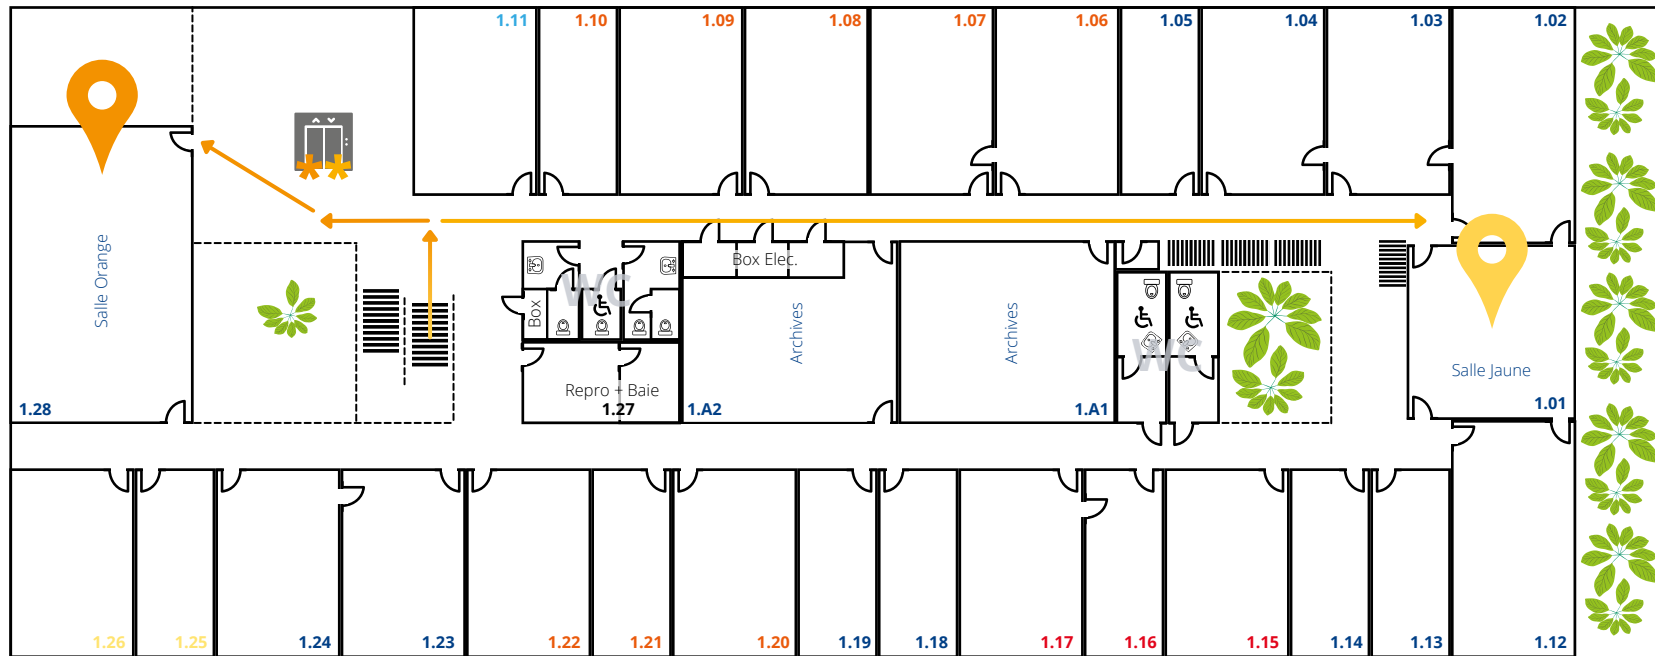 1.11
1.10
1.09
1.08
1.07
1.06
1.05
1.04
1.03
1.02
Salle Orange
1.28
WC
Box
Repro + Baie
1.27
Box Elec.
Archives
1.A2
Archives
1.A1
WC
Salle Jaune
1.01
1.26
1.25
1.24
1.23
1.22
1.21
1.20
1.19
1.18
1.17
1.16
1.15
1.14
1.13
1.12